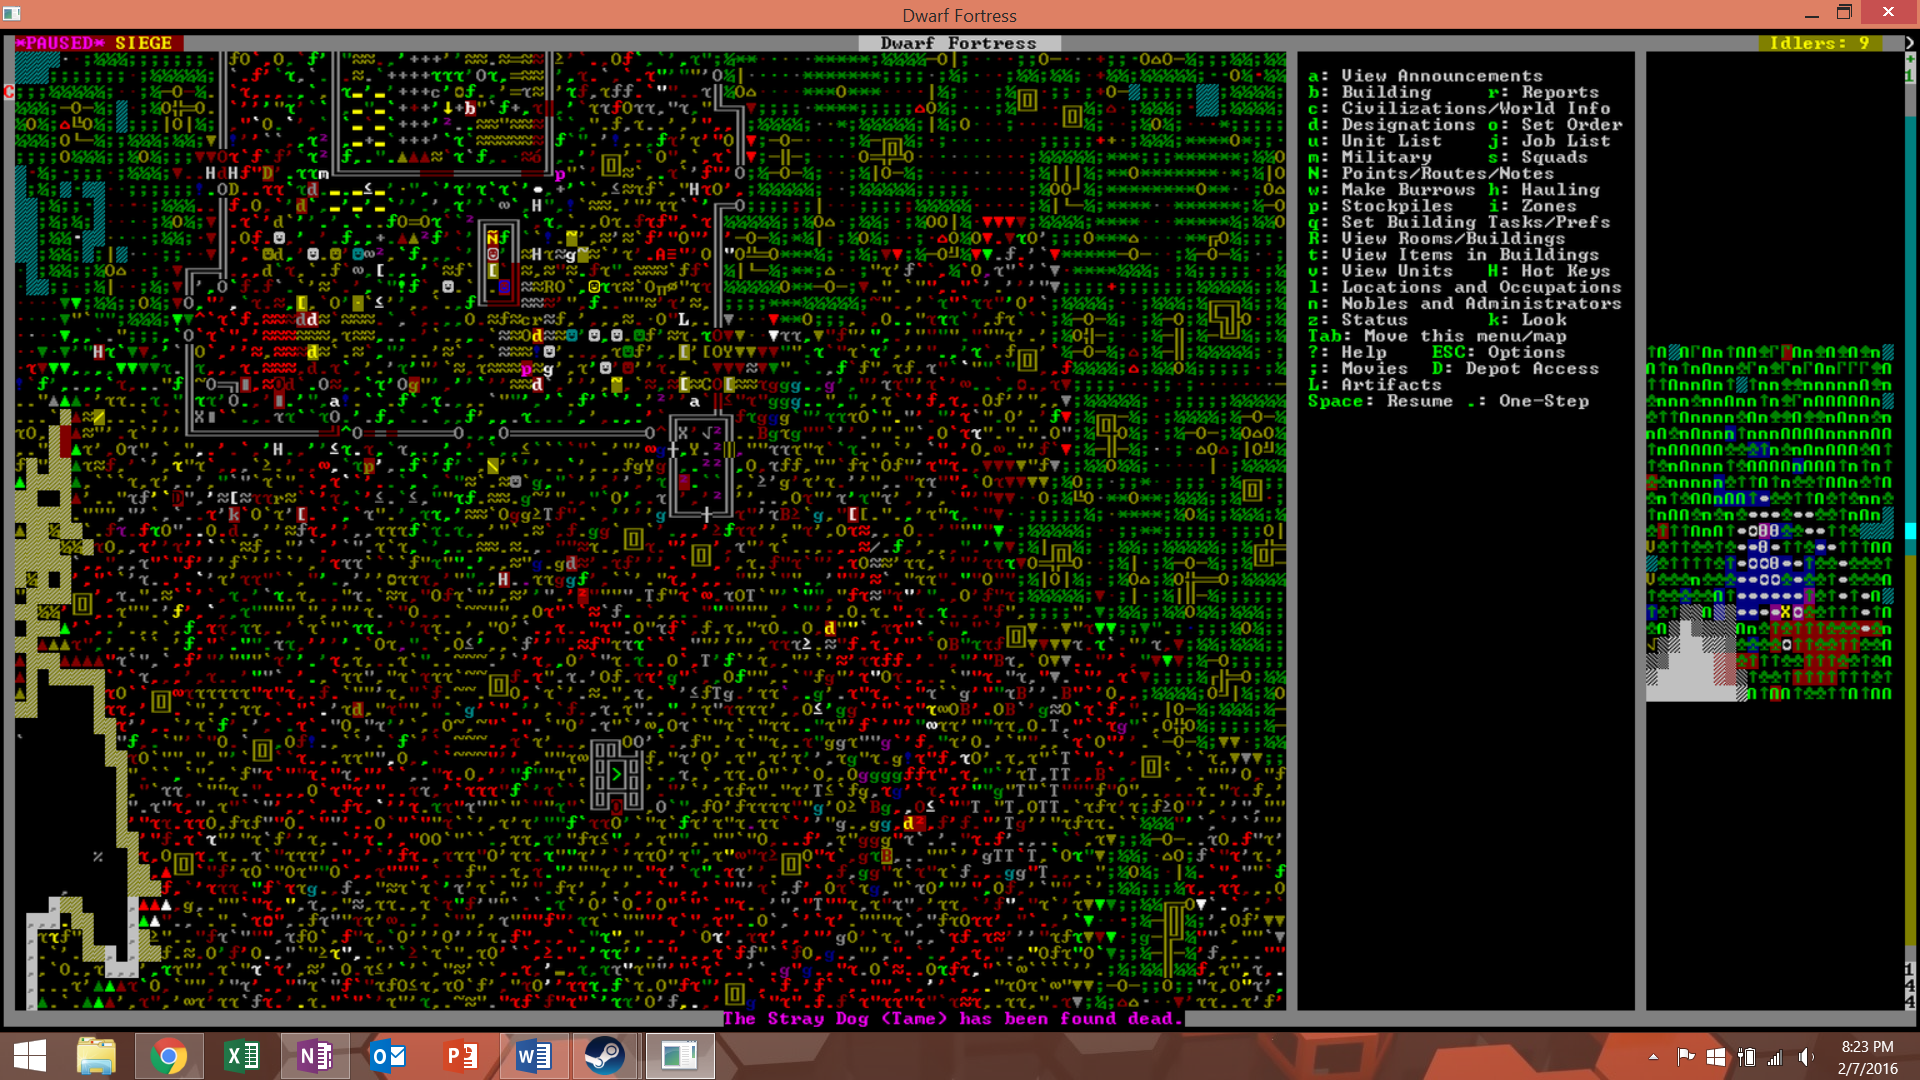 Dwarf Fortress
*PAUSED* SIEGE
Dwarf Fortress
Idlers: 9
a: View Announcements
b: Building r: Reports
c: Civilizations/World Info
d: Designations o: Set Order
u: Unit List j: Job List
m: Military s: Squads
N: Points/Routes/Notes
w: Make Burrows h: Hauling
p: Stockpiles i: Zones
q: Set Building Tasks/Prefs
R: View Rooms/Buildings
t: View Items in Buildings
v: View Units H: Hot Keys
l: Locations and Occupations
n: Nobles and Administrators
z: Status k: Look
Tab: Move this menu/map
?: Help ESC: Options
;: Movies D: Depot Access
L: Artifacts
Space: Resume .: One-Step
The Stray Dog (Tame) has been found dead.
8:23 PM
2/7/2016